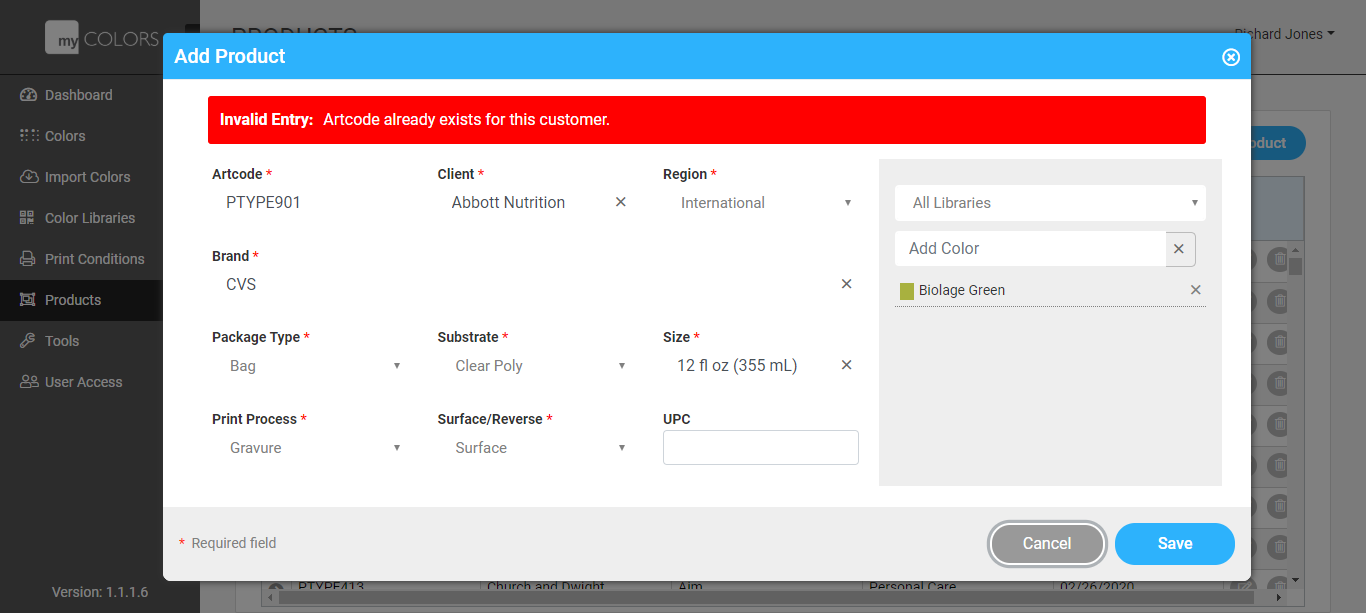 my COLORS
PRODUCTS
Richard Jones
Dashboard
Colors
Import Colors
Color Libraries
Print Conditions
Products
Tools
User Access
Version: 1.1.1.6
Add Product
Invalid Entry: Artcode already exists for this customer.
Artcode * Client * Region *
PTYPE901 Abbott Nutrition International
Brand *
CVS
Package Type * Substrate * Size *
Bag Clear Poly 12 fl oz (355 mL)
Print Process * Surface/Reverse * UPC
Gravure Surface
All Libraries
Add Color
Biolage Green
* Required field
Cancel Save
PTYPE413 Church and Dwight Aim Personal Care 02/26/2020